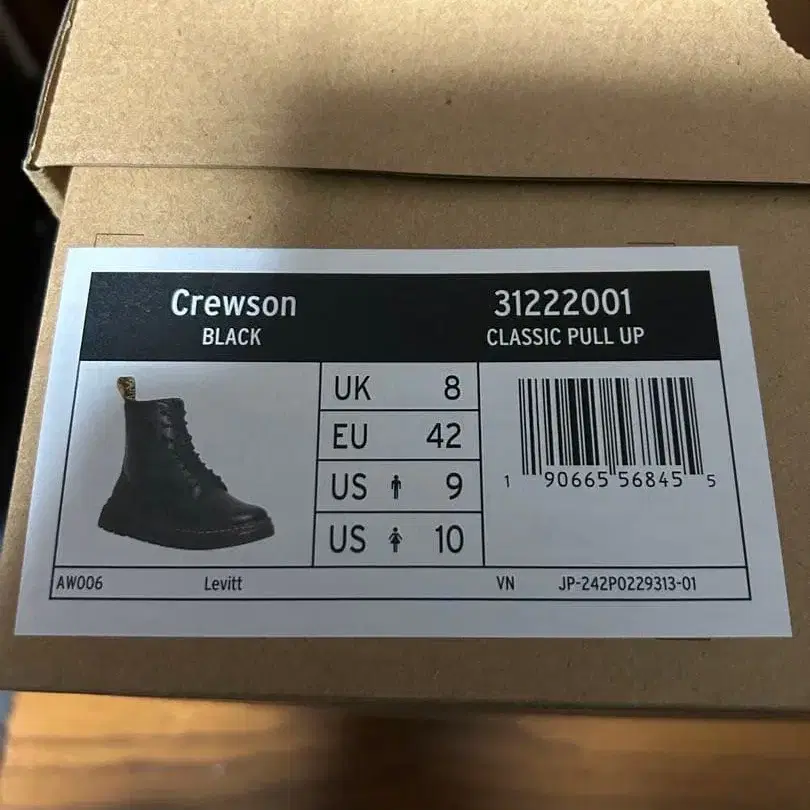 Crewson
BLACK
31222001
CLASSIC PULL UP
UK 8
EU 42
US 9
US 10
1 90665 56845 5
AW006 Levitt VN JP-242P0229313-01